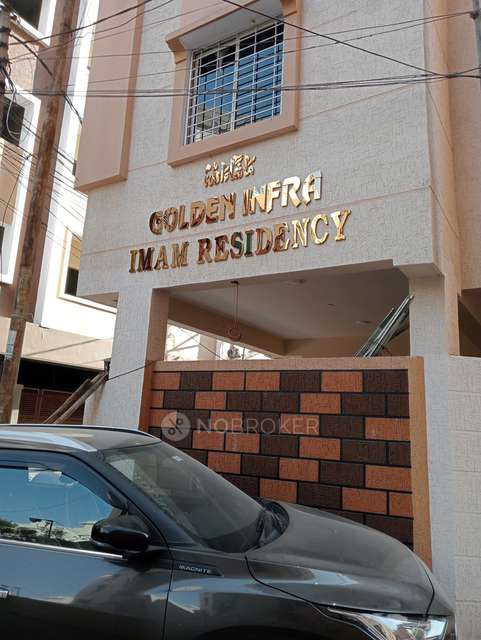 GOLDEN INFRA
IMAM RESIDENCY
NOBROKER
MAGNITE